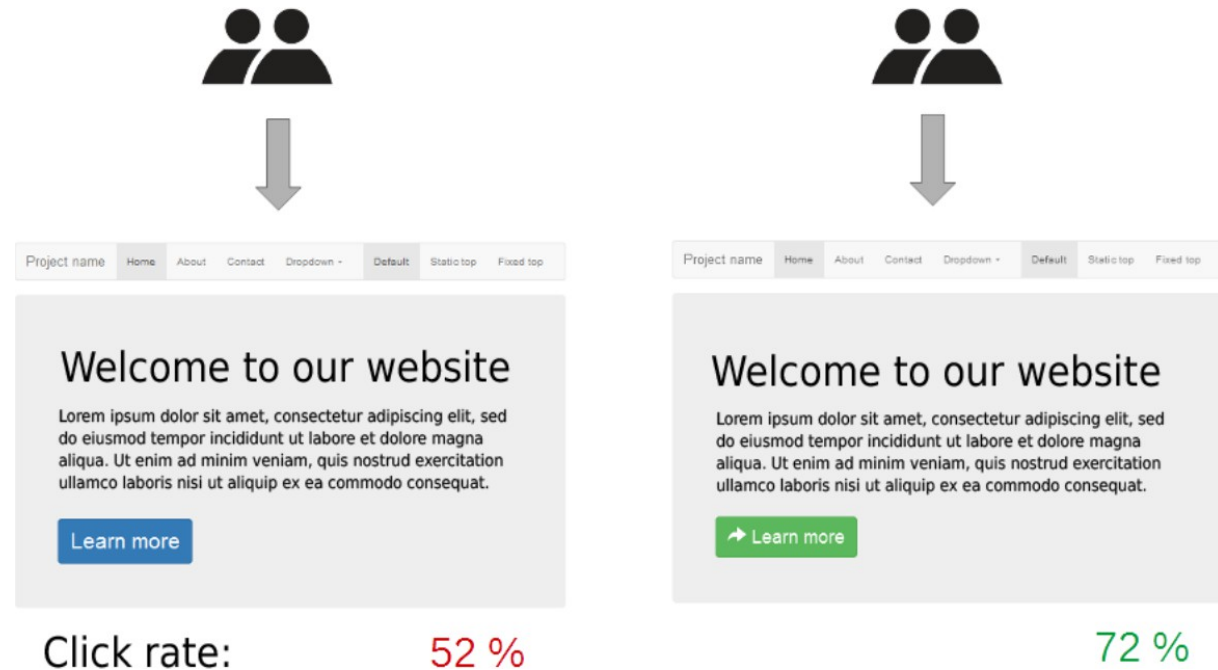 Project name Home About Contact Dropdown Default Static top Fixed top
Welcome to our website
Lorem ipsum dolor sit amet, consectetur adipiscing elit, sed
do eiusmod tempor incididunt ut labore et dolore magna
aliqua. Ut enim ad minim veniam, quis nostrud exercitation
ullamco laboris nisi ut aliquip ex ea commodo consequat.
Learn more
Click rate: 52 %
Project name Home About Contact Dropdown Default Static top Fixed top
Welcome to our website
Lorem ipsum dolor sit amet, consectetur adipiscing elit, sed
do eiusmod tempor incididunt ut labore et dolore magna
aliqua. Ut enim ad minim veniam, quis nostrud exercitation
ullamco laboris nisi ut aliquip ex ea commodo consequat.
Learn more
72 %